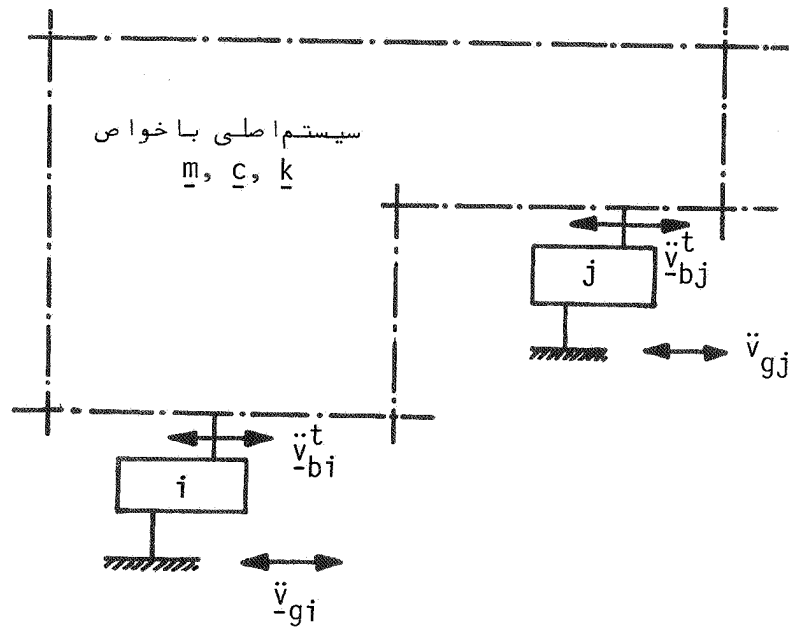 سیستم اصلی با خواص
m, c, k
v̈ᵗbj
j
v̈gj
v̈ᵗbi
i
v̈gi